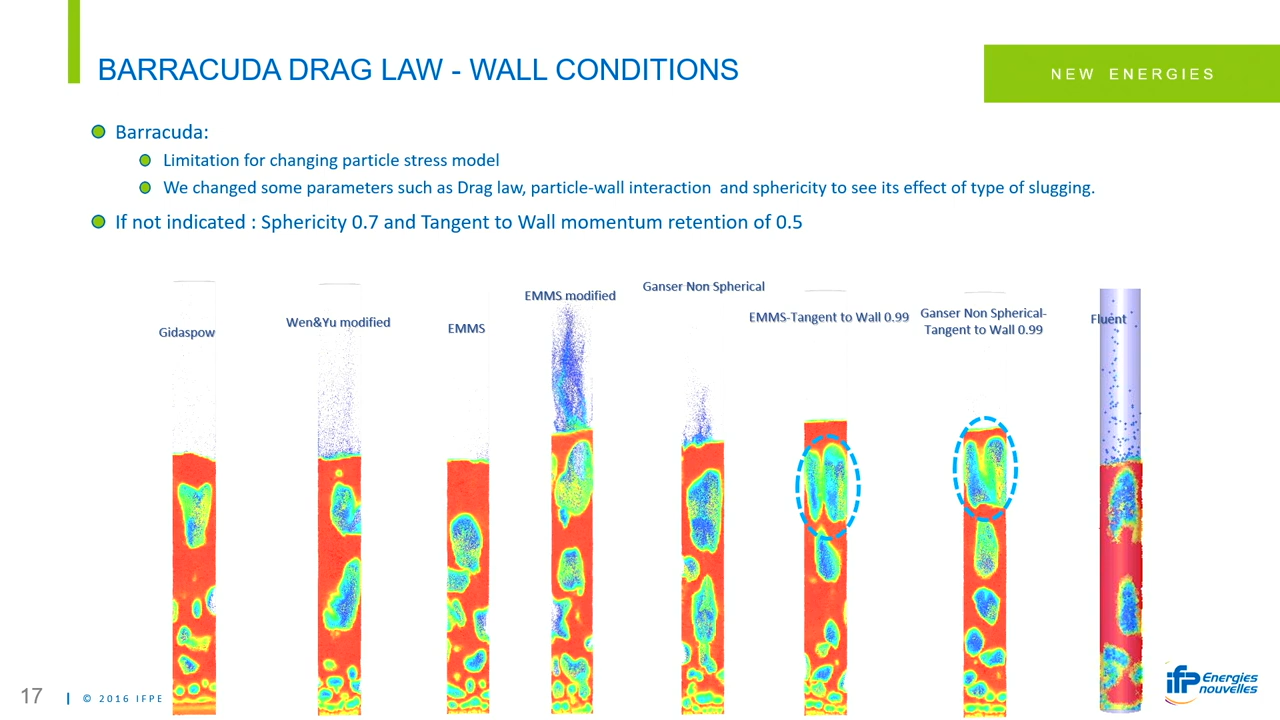 BARRACUDA DRAG LAW - WALL CONDITIONS
NEW ENERGIES
Barracuda:
Limitation for changing particle stress model
We changed some parameters such as Drag law, particle-wall interaction and sphericity to see its effect of type of slugging.
If not indicated : Sphericity 0.7 and Tangent to Wall momentum retention of 0.5
Gidaspow
Wen&Yu modified
EMMS
EMMS modified
Ganser Non Spherical
EMMS-Tangent to Wall 0.99
Ganser Non Spherical-
Tangent to Wall 0.99
Fluent
17 | © 2016 IFPE
ifp Energies
nouvelles